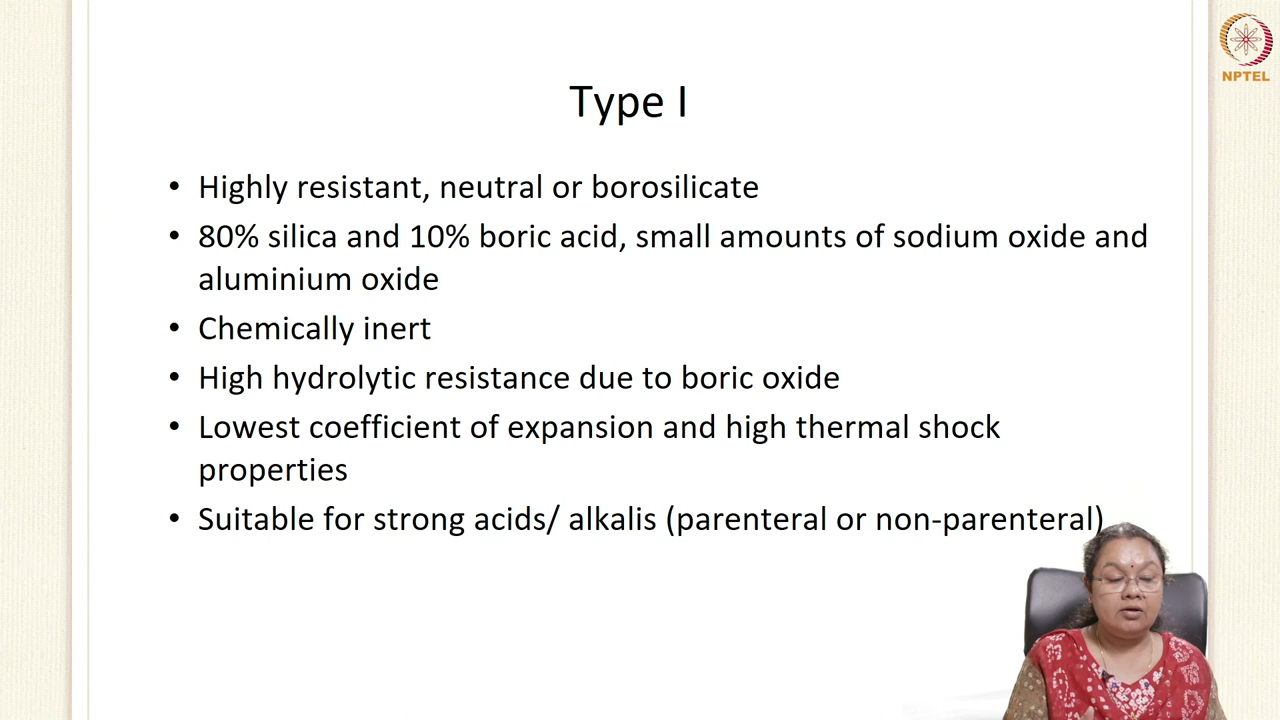 NPTEL
Type I
• Highly resistant, neutral or borosilicate
• 80% silica and 10% boric acid, small amounts of sodium oxide and
aluminium oxide
• Chemically inert
• High hydrolytic resistance due to boric oxide
• Lowest coefficient of expansion and high thermal shock
properties
• Suitable for strong acids/ alkalis (parenteral or non-parenteral)